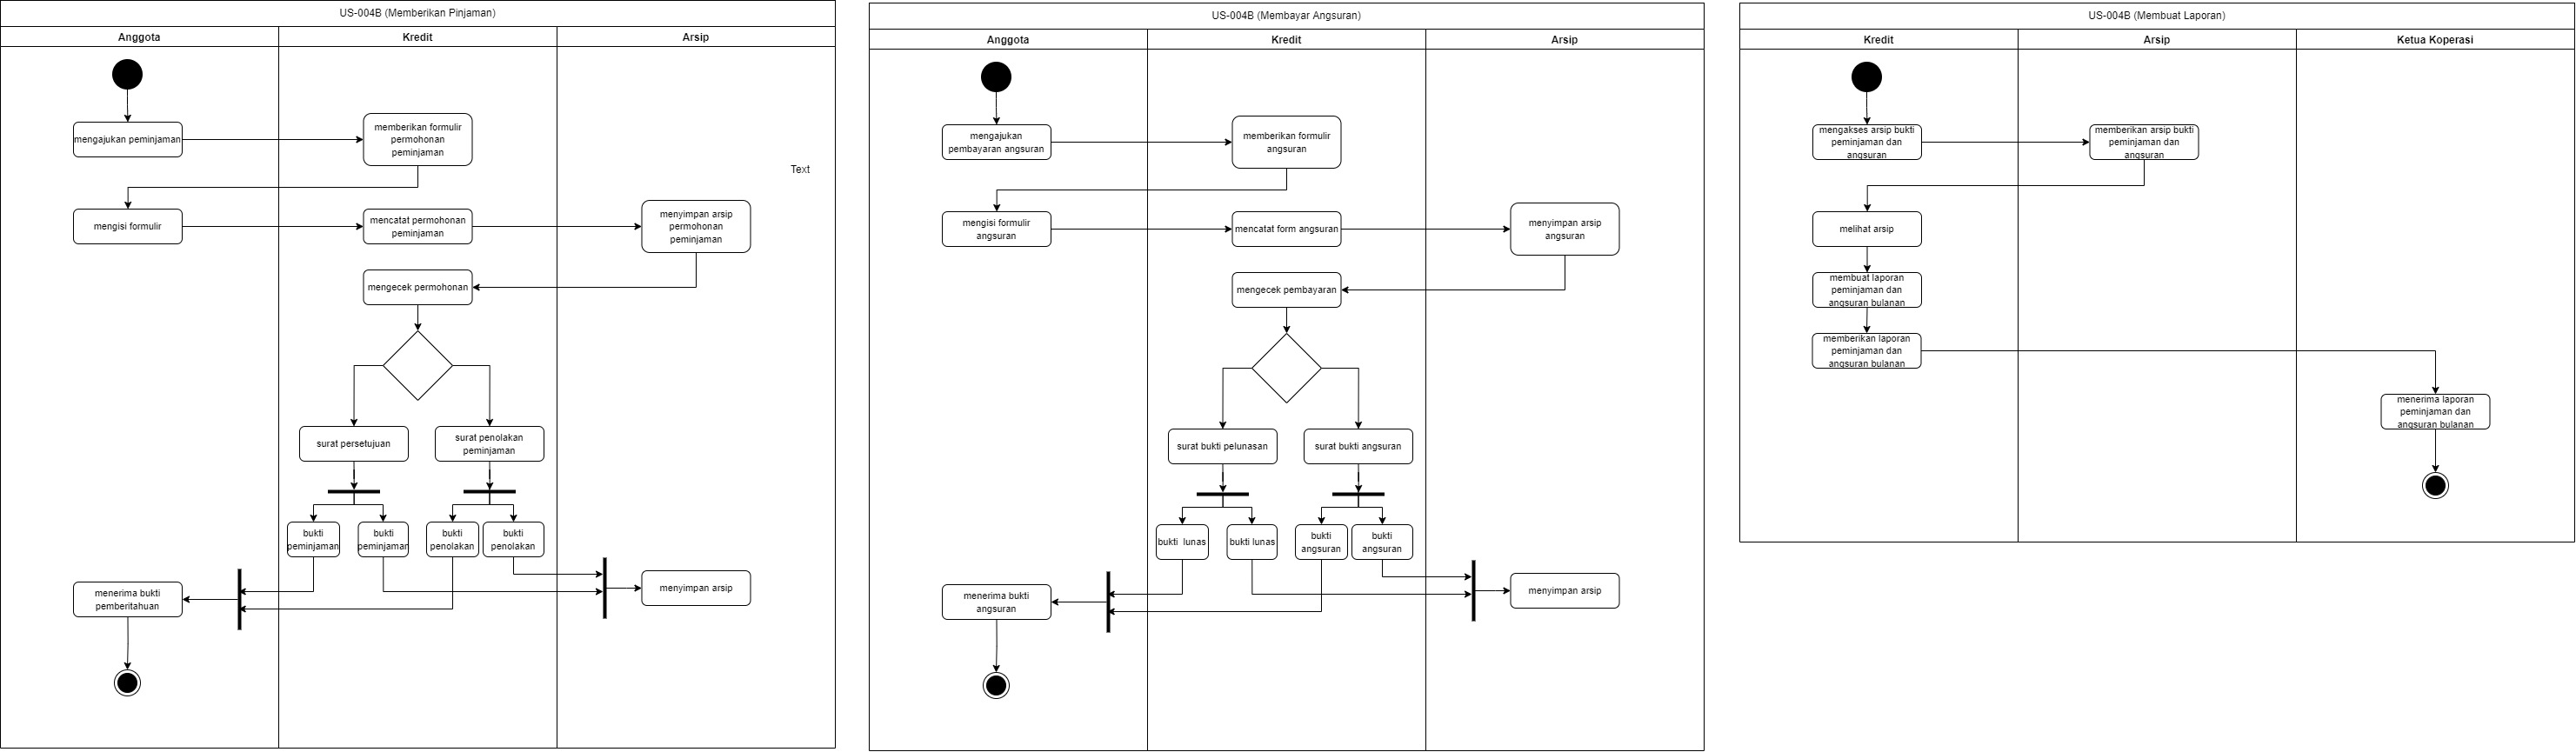 US-004B (Memberikan Pinjaman)
Anggota
Kredit
Arsip
mengajukan peminjaman
memberikan formulir
permohonan
peminjaman
Text
mengisi formulir
mencatat permohonan
peminjaman
menyimpan arsip
permohonan
peminjaman
mengecek permohonan
surat persetujuan
surat penolakan
peminjaman
bukti
peminjaman
bukti
peminjaman
bukti
penolakan
bukti
penolakan
menerima bukti
pemberitahuan
menyimpan arsip
US-004B (Membayar Angsuran)
Anggota
Kredit
Arsip
mengajukan
pembayaran angsuran
memberikan formulir
angsuran
mengisi formulir
angsuran
mencatat form angsuran
menyimpan arsip
angsuran
mengecek pembayaran
surat bukti pelunasan
surat bukti angsuran
bukti  lunas
bukti lunas
bukti
angsuran
bukti
angsuran
menerima bukti
angsuran
menyimpan arsip
US-004B (Membuat Laporan)
Kredit
Arsip
Ketua Koperasi
mengakses arsip bukti
peminjaman dan
angsuran
memberikan arsip bukti
peminjaman dan
angsuran
melihat arsip
membuat laporan
peminjaman dan
angsuran bulanan
memberikan laporan
peminjaman dan
angsuran bulanan
menerima laporan
peminjaman dan
angsuran bulanan